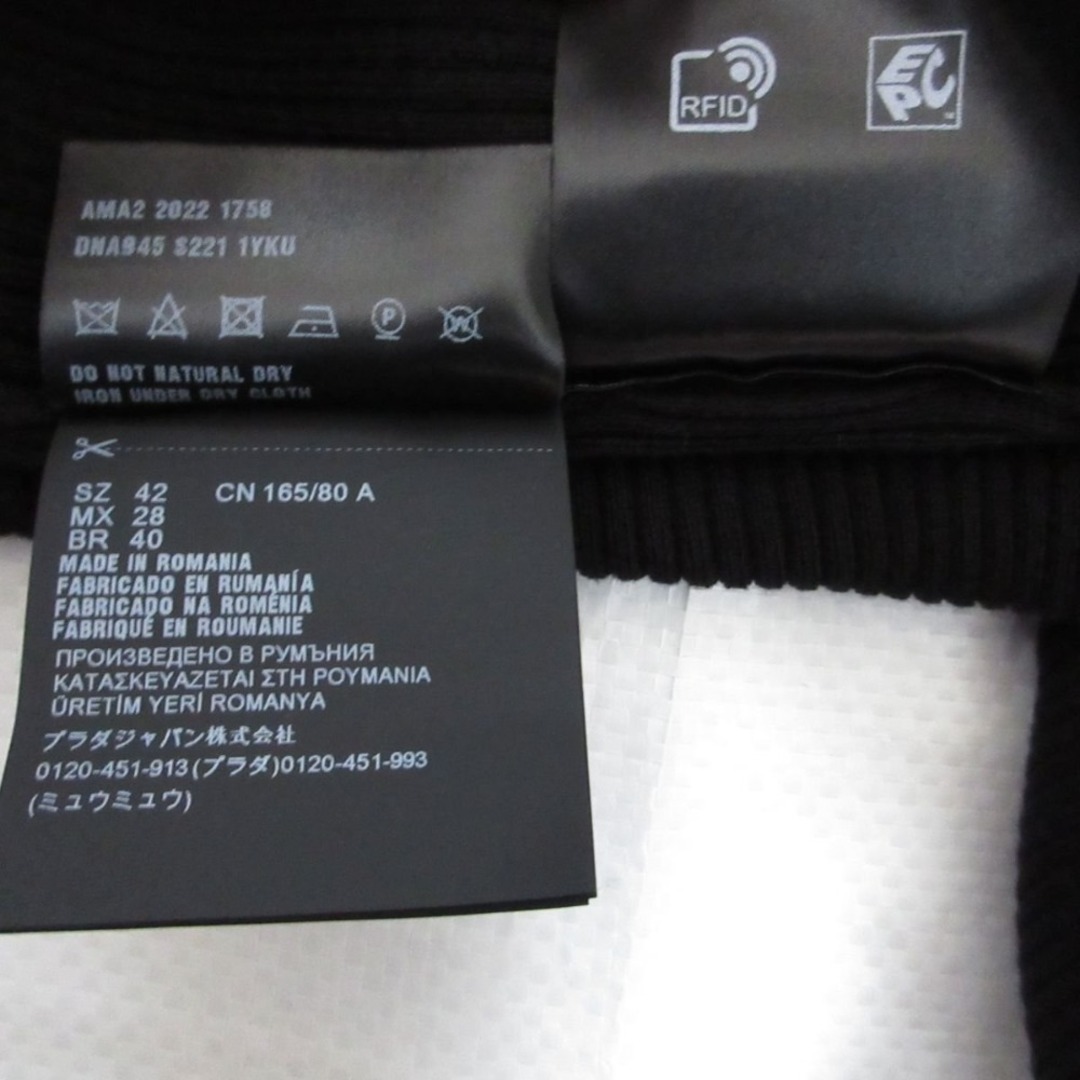 RFID
EPC
AMA2 2022 1758
DNA945 S221 1YKU
P
W
DO NOT NATURAL DRY
IRON UNDER DRY CLOTH
SZ 42 CN 165/80 A
MX 28
BR 40
MADE IN ROMANIA
FABRICADO EN RUMANÍA
FABRICADO NA ROMÊNIA
FABRIQUÉ EN ROUMANIE
ПРОИЗВЕДЕНО В РУМЪНИЯ
ΚΑΤΑΣΚΕΥΑΖΕΤΑΙ ΣΤΗ ΡΟΥΜΑΝΙΑ
ÜRETİM YERİ ROMANYA
プラダジャパン株式会社
0120-451-913(プラダ)0120-451-993
(ミュウミュウ)